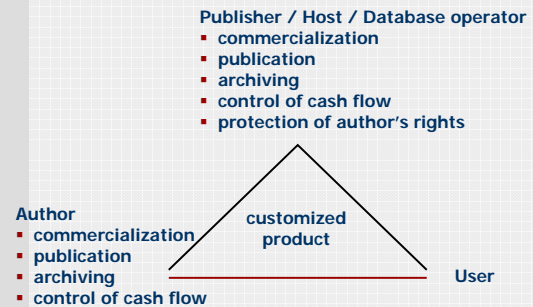 Publisher / Host / Database operator
▪ commercialization
▪ publication
▪ archiving
▪ control of cash flow
▪ protection of author's rights
customized
product
Author
▪ commercialization
▪ publication
▪ archiving
▪ control of cash flow
User